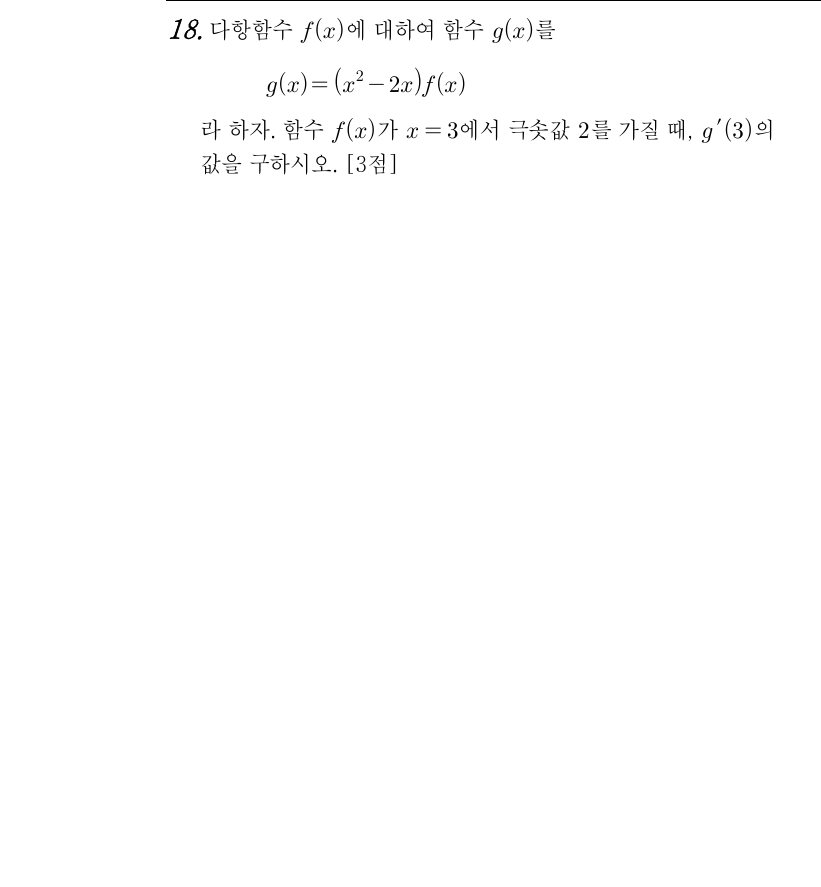 18. 다항함수 f(x)에 대하여 함수 g(x)를
g(x)=(x²-2x)f(x)
라 하자. 함수 f(x)가 x=3에서 극솟값 2를 가질 때, g′(3)의
값을 구하시오. [3점]